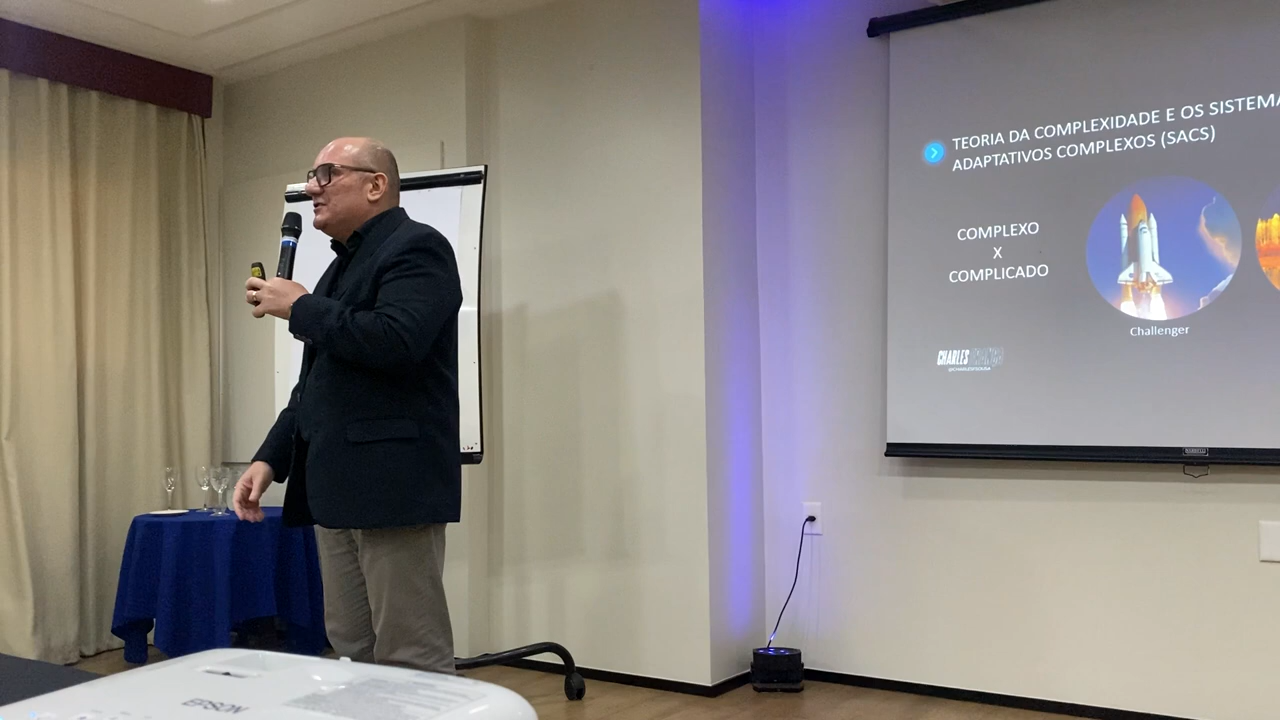 TEORIA DA COMPLEXIDADE E OS SISTEMA
ADAPTATIVOS COMPLEXOS (SACS)
COMPLEXO
X
COMPLICADO
Challenger
CHARLES
EPSON